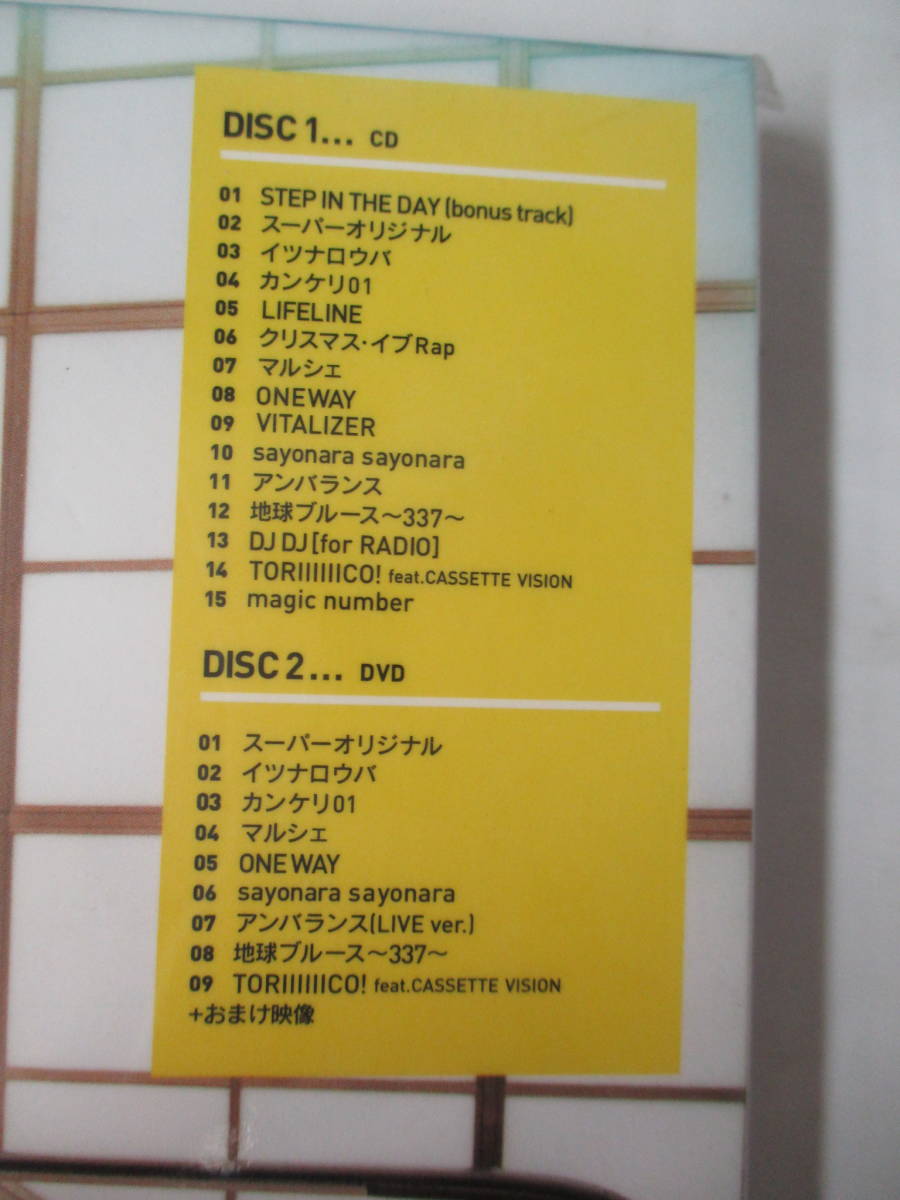 DISC 1... CD
01 STEP IN THE DAY (bonus track)
02 スーパーオリジナル
03 イツナロウバ
04 カンケリ01
05 LIFELINE
06 クリスマス・イブRap
07 マルシェ
08 ONEWAY
09 VITALIZER
10 sayonara sayonara
11 アンバランス
12 地球ブルース〜337〜
13 DJ DJ [for RADIO]
14 TORIIIIIICO! feat.CASSETTE VISION
15 magic number
DISC 2... DVD
01 スーパーオリジナル
02 イツナロウバ
03 カンケリ01
04 マルシェ
05 ONEWAY
06 sayonara sayonara
07 アンバランス(LIVE ver.)
08 地球ブルース〜337〜
09 TORIIIIIICO! feat.CASSETTE VISION
+おまけ映像